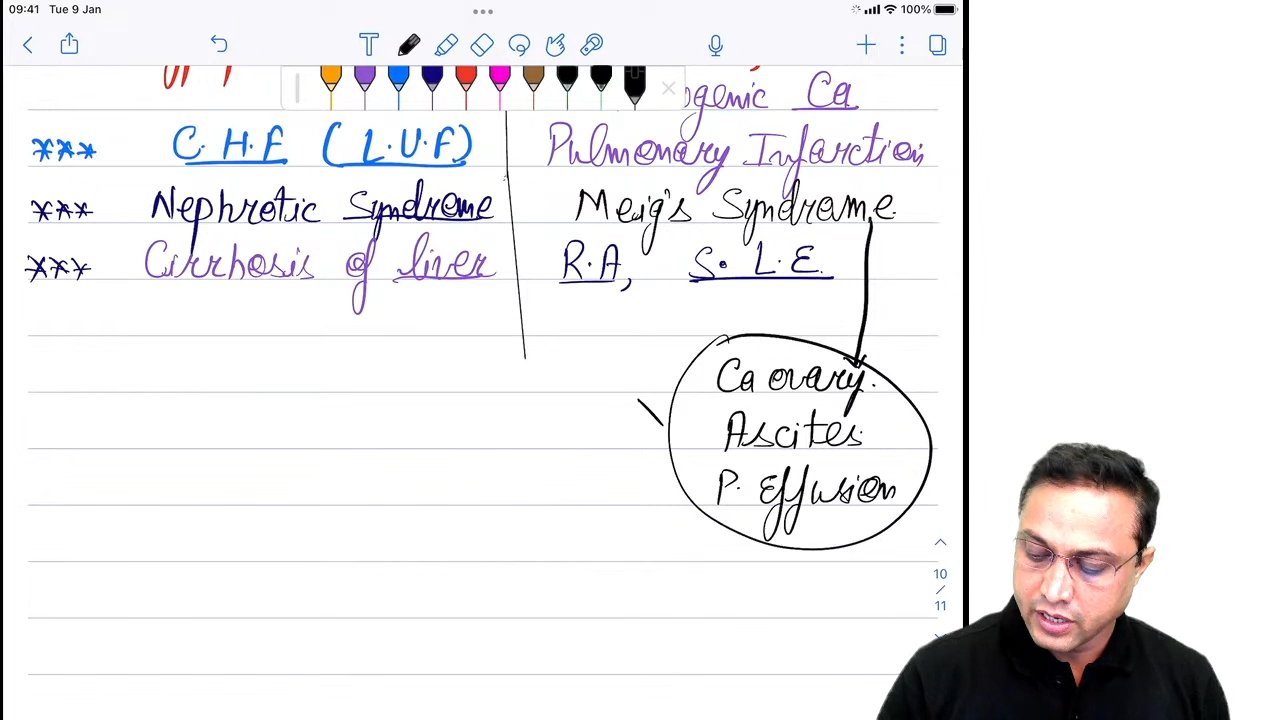 09:41 Tue 9 Jan
100%
genic Ca
*** C.H.F (L.V.F)
Pulmonary Infarction
*** Nephrotic Syndrome
Meig's Syndrome
*** Cirrhosis of liver
R.A, S.L.E.
Ca ovary.
Ascites
P. Effusion
10
/
11